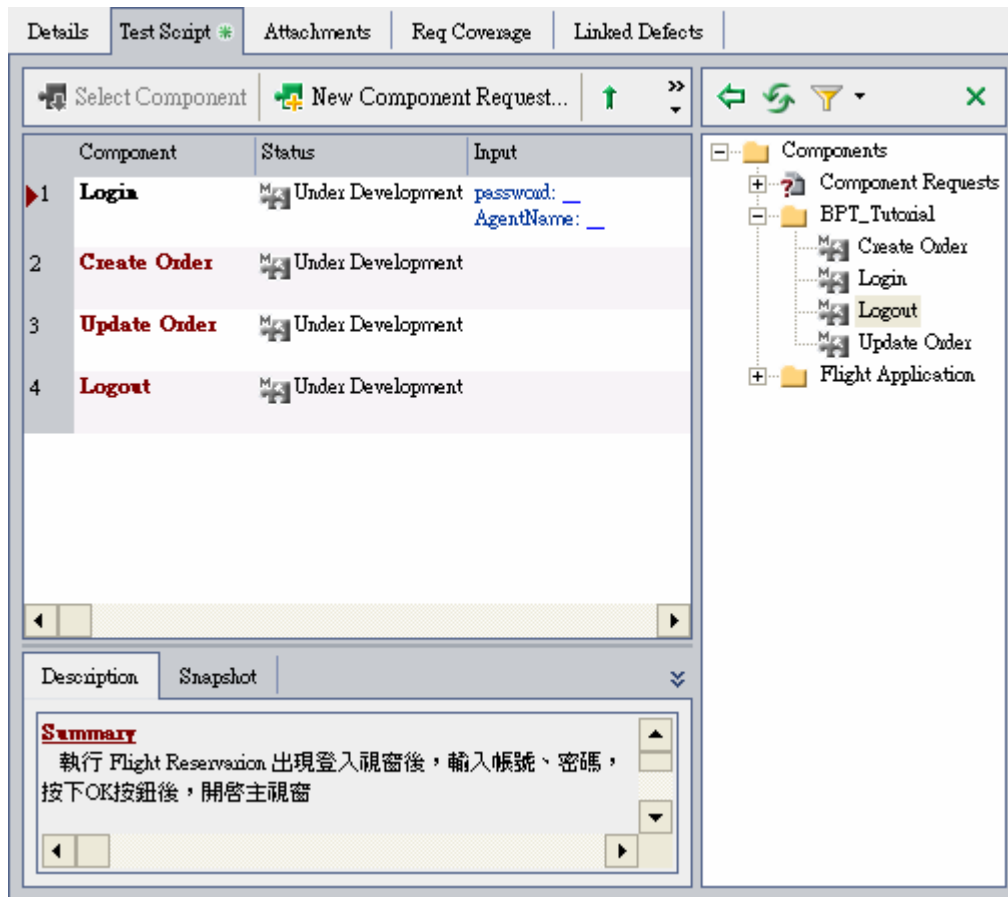 Details Test Script Attachments Req Coverage Linked Defects
Select Component New Component Request...
Component Status Input
1 Login Under Development password: __
AgentName: __
2 Create Order Under Development
3 Update Order Under Development
4 Logout Under Development
Components
Component Requests
BPT_Tutorial
Create Order
Login
Logout
Update Order
Flight Application
Description Snapshot
Summary
執行 Flight Reservarion 出現登入視窗後，輸入帳號、密碼，
按下OK按鈕後，開啟主視窗